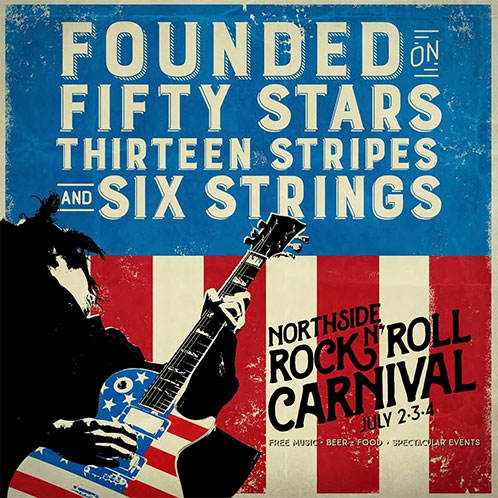 FOUNDED ON
FIFTY STARS
THIRTEEN STRIPES
AND SIX STRINGS
NORTHSIDE
ROCK N' ROLL
CARNIVAL
JULY 2•3•4
FREE MUSIC • BEER • FOOD • SPECTACULAR EVENTS